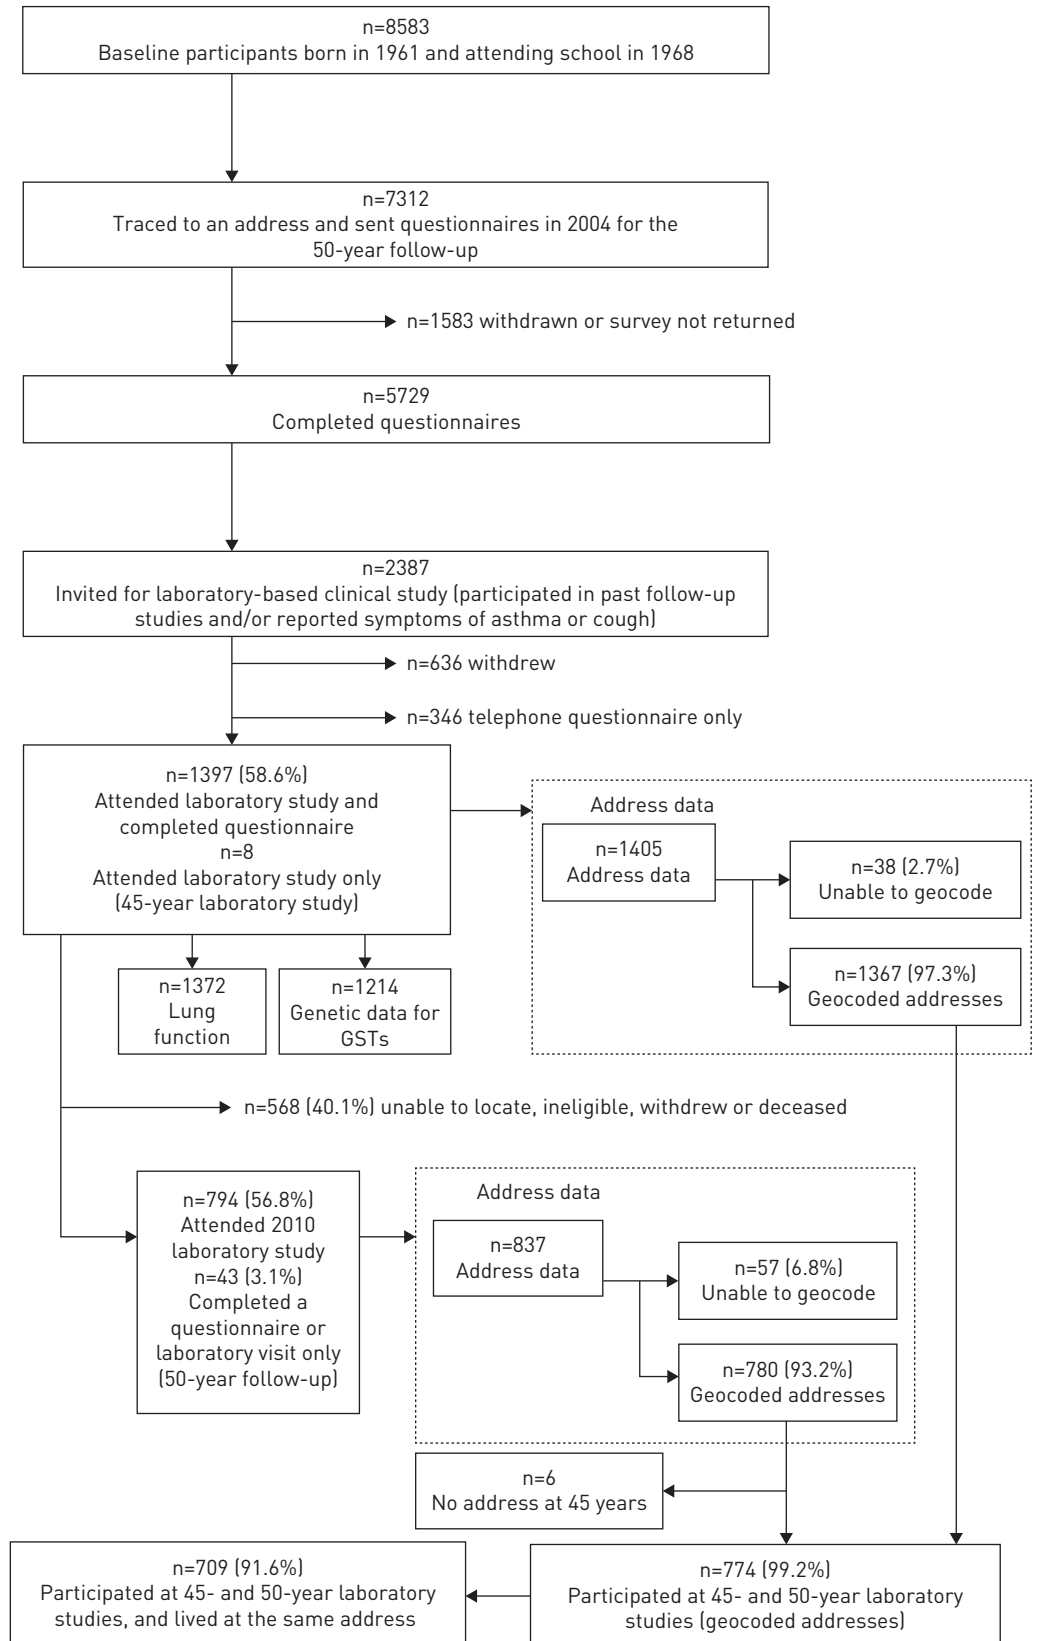 n=8583
Baseline participants born in 1961 and attending school in 1968
n=7312
Traced to an address and sent questionnaires in 2004 for the
50-year follow-up
n=1583 withdrawn or survey not returned
n=5729
Completed questionnaires
n=2387
Invited for laboratory-based clinical study (participated in past follow-up
studies and/or reported symptoms of asthma or cough)
n=636 withdrew
n=346 telephone questionnaire only
n=1397 (58.6%)
Attended laboratory study and
completed questionnaire
n=8
Attended laboratory study only
(45-year laboratory study)
Address data
n=1405
Address data
n=38 (2.7%)
Unable to geocode
n=1367 (97.3%)
Geocoded addresses
n=1372
Lung
function
n=1214
Genetic data for
GSTs
n=568 (40.1%) unable to locate, ineligible, withdrew or deceased
n=794 (56.8%)
Attended 2010
laboratory study
n=43 (3.1%)
Completed a
questionnaire or
laboratory visit only
(50-year follow-up)
Address data
n=837
Address data
n=57 (6.8%)
Unable to geocode
n=780 (93.2%)
Geocoded addresses
n=6
No address at 45 years
n=709 (91.6%)
Participated at 45- and 50-year laboratory
studies, and lived at the same address
n=774 (99.2%)
Participated at 45- and 50-year laboratory
studies (geocoded addresses)